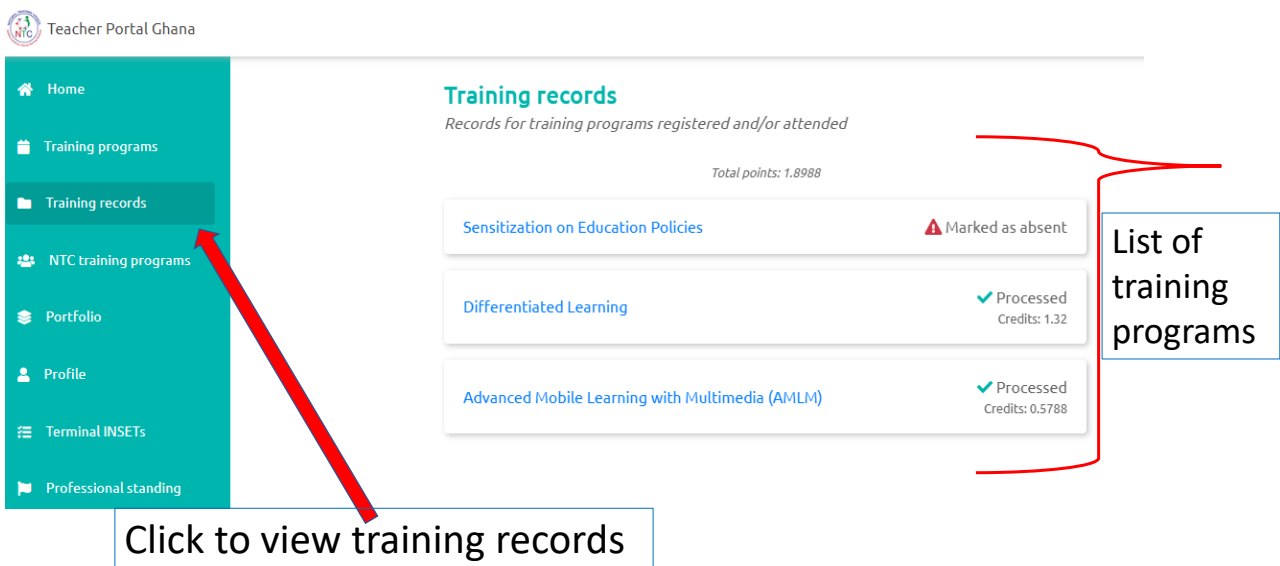 NTC
Teacher Portal Ghana
Home
Training programs
Training records
NTC training programs
Portfolio
Profile
Terminal INSETs
Professional standing
Training records
Records for training programs registered and/or attended
Total points: 1.8988
Sensitization on Education Policies
Marked as absent
Differentiated Learning
Processed
Credits: 1.32
Advanced Mobile Learning with Multimedia (AMLM)
Processed
Credits: 0.5788
List of
training
programs
Click to view training records